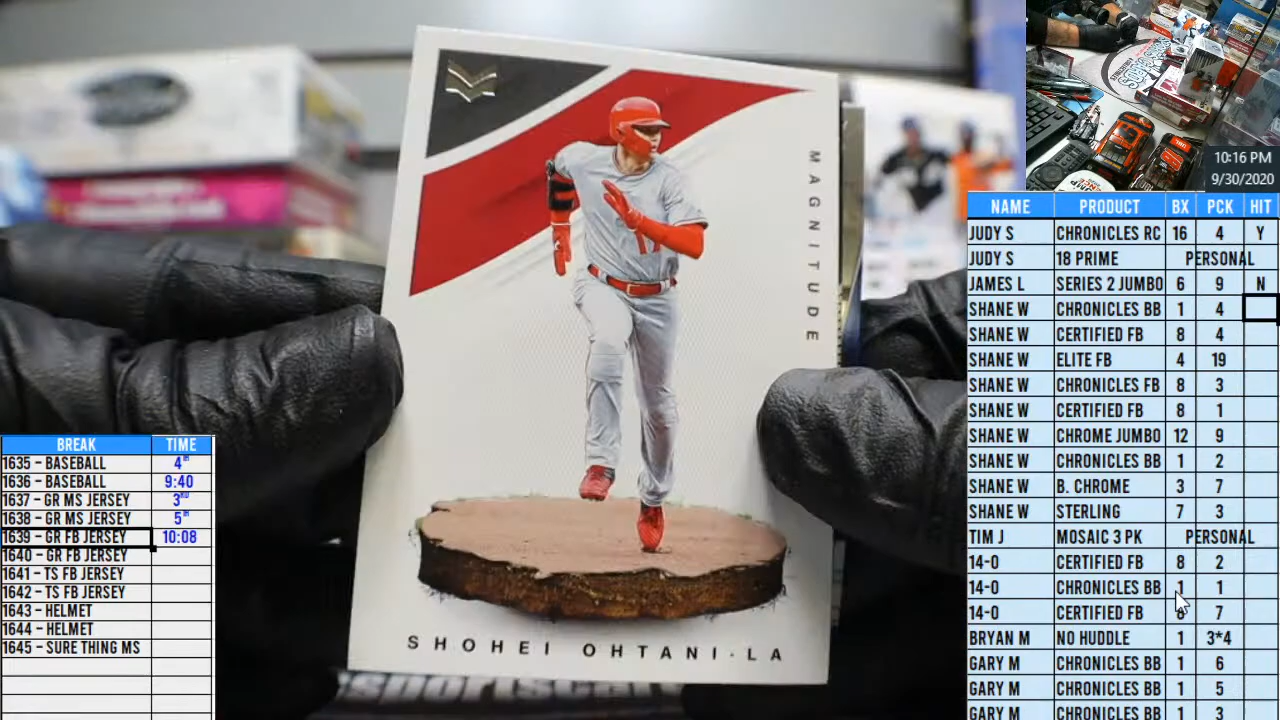 MAGNITUDE
SHOHEI OHTANI · LA
17
10:16 PM
9/30/2020
NAME PRODUCT BX PCK HIT
JUDY S CHRONICLES RC 16 4 Y
JUDY S 18 PRIME PERSONAL
JAMES L SERIES 2 JUMBO 6 9 N
SHANE W CHRONICLES BB 1 4
SHANE W CERTIFIED FB 8 4
SHANE W ELITE FB 4 19
SHANE W CHRONICLES FB 8 3
SHANE W CERTIFIED FB 8 1
SHANE W CHROME JUMBO 12 9
SHANE W CHRONICLES BB 1 2
SHANE W B. CHROME 3 7
SHANE W STERLING 7 3
TIM J MOSAIC 3 PK PERSONAL
14-0 CERTIFIED FB 8 2
14-0 CHRONICLES BB 1 1
14-0 CERTIFIED FB 8 7
BRYAN M NO HUDDLE 1 3*4
GARY M CHRONICLES BB 1 6
GARY M CHRONICLES BB 1 5
GARY M CHRONICLES BB 1 3
BREAK TIME
1635 - BASEBALL 4TH
1636 - BASEBALL 9:40
1637 - GR MS JERSEY 3RD
1638 - GR MS JERSEY 5TH
1639 - GR FB JERSEY 10:08
1640 - GR FB JERSEY
1641 - TS FB JERSEY
1642 - TS FB JERSEY
1643 - HELMET
1644 - HELMET
1645 - SURE THING MS